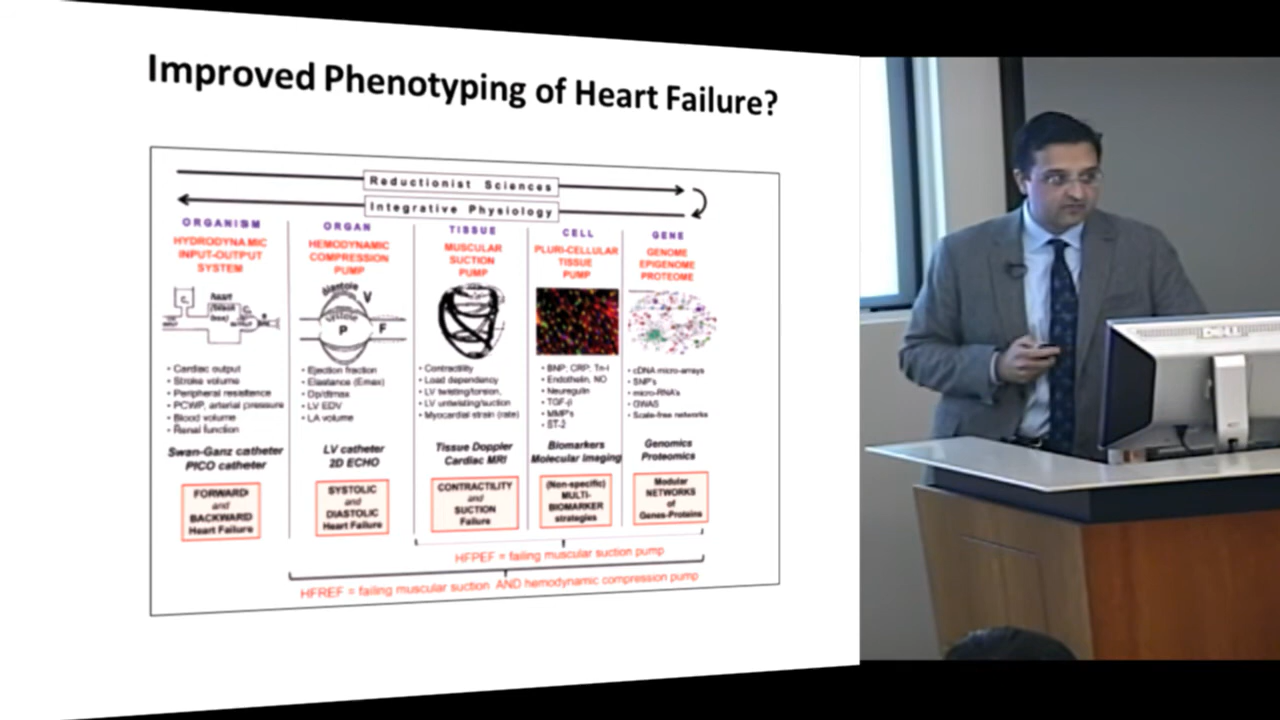 Improved Phenotyping of Heart Failure?
Reductionist Sciences
Integrative Physiology
ORGANISM
HYDRODYNAMIC
INPUT-OUTPUT
SYSTEM
• Cardiac output
• Stroke volume
• Peripheral resistance
• PCWP, arterial pressure
• Blood volume
• Renal function
Swan-Ganz catheter
PICO catheter
FORWARD
and
BACKWARD
Heart Failure
ORGAN
HEMODYNAMIC
COMPRESSION
PUMP
diastole
V
systole
P
F
• Ejection fraction
• Elastance (Emax)
• Dp/dtmax
• LV EDV
• LA volume
LV catheter
2D ECHO
SYSTOLIC
and
DIASTOLIC
Heart Failure
TISSUE
MUSCULAR
SUCTION
PUMP
• Contractility
• Load dependency
• LV twisting/torsion,
• LV untwisting/suction
• Myocardial strain (rate)
Tissue Doppler
Cardiac MRI
CONTRACTILITY
and
SUCTION
Failure
CELL
PLURI-CELLULAR
TISSUE
PUMP
• BNP, CRP, Tn-I
• Endothelin, NO
• Neuregulin
• TGF-β
• MMP's
• ST-2
Biomarkers
Molecular Imaging
(Non-specific)
MULTI-
BIOMARKER
strategies
GENE
GENOME
EPIGENOME
PROTEOME
• cDNA micro-arrays
• SNP's
• micro-RNA's
• GWAS
• Scale-free networks
Genomics
Proteomics
Modular
NETWORKS
of
Genes-Proteins
HFPEF = failing muscular suction pump
HFREF = failing muscular suction AND hemodynamic compression pump
DELL